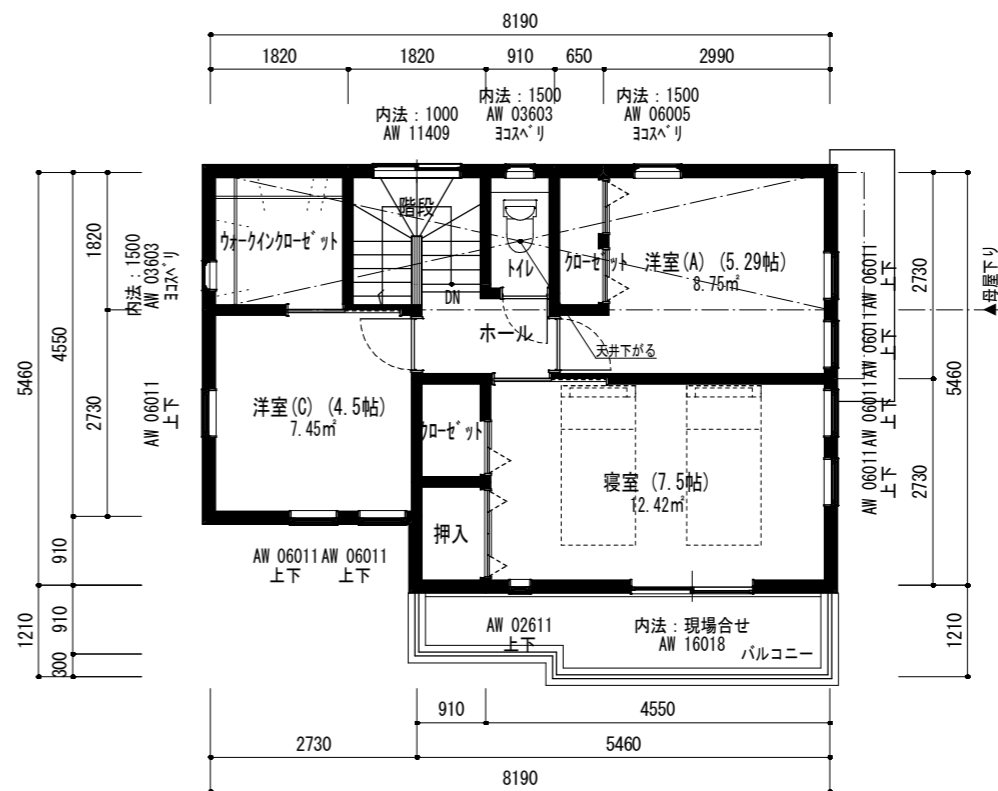 8190
1820
1820
910
650
2990
内法：1000
AW 11409
内法：1500
AW 03603
ﾖｺｽﾍﾞﾘ
内法：1500
AW 06005
ﾖｺｽﾍﾞﾘ
5460
4550
1820
2730
910
1210
910
300
内法：1500
AW 03603
ﾖｺｽﾍﾞﾘ
AW 06011
上下
ｳｫｰｸｲﾝｸﾛｰｾﾞｯﾄ
階段
DN
ﾄｲﾚ
ｸﾛｰｾﾞｯﾄ
洋室(A) (5.29帖)
8.75㎡
ホール
天井下がる
洋室(C) (4.5帖)
7.45㎡
ｸﾛｰｾﾞｯﾄ
押入
寝室 (7.5帖)
12.42㎡
AW 06011
上下
AW 06011
上下
AW 06011
上下
AW 06011
上下
2730
2730
5460
1210
▲母屋下り
AW 06011
上下
AW 06011
上下
AW 02611
上下
内法：現場合せ
AW 16018
バルコニー
910
4550
2730
5460
8190